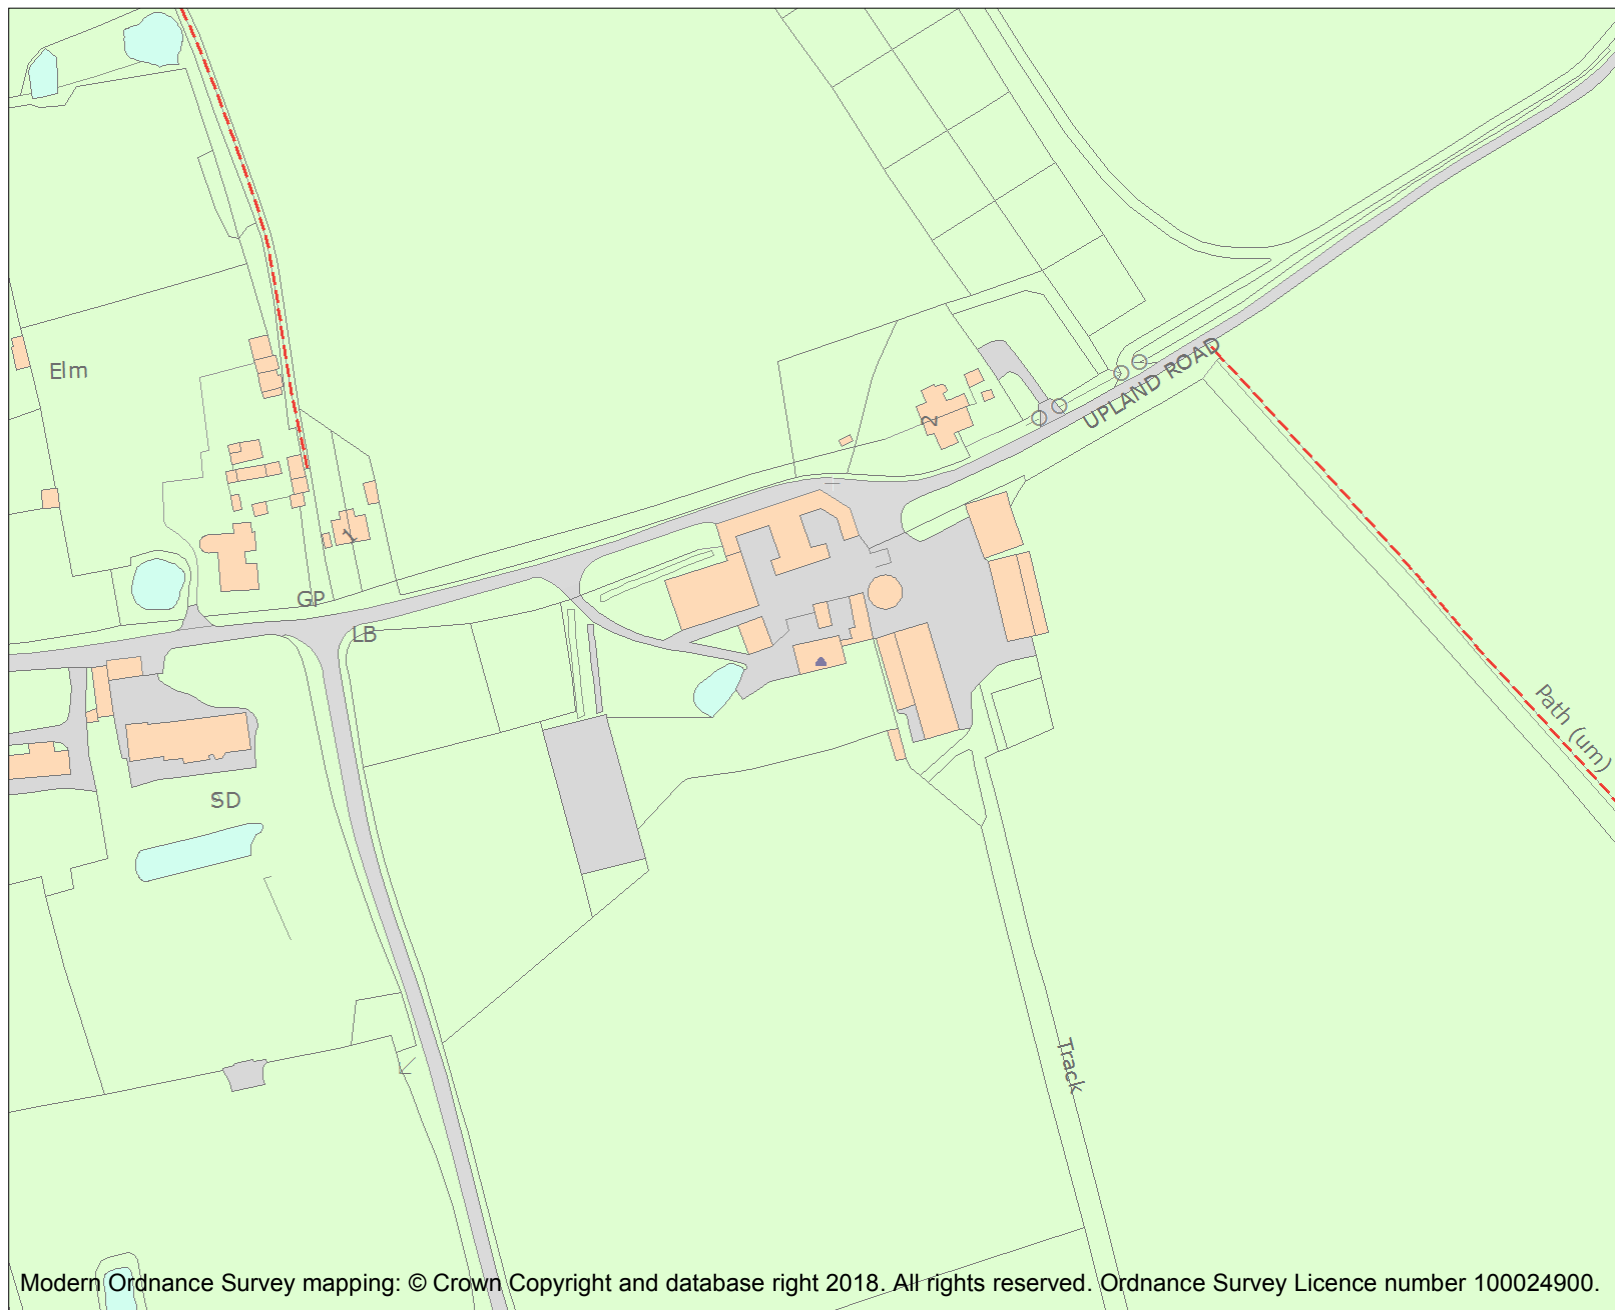 Elm
2
UPLAND ROAD
1
GP
LB
Path (um)
SD
Track
Modern Ordnance Survey mapping: © Crown Copyright and database right 2018. All rights reserved. Ordnance Survey Licence number 100024900.